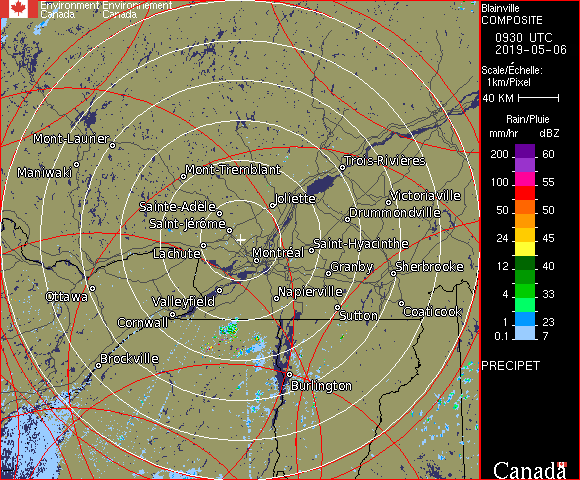 Environment Environnement
Canada Canada
Blainville
COMPOSITE
0930 UTC
2019-05-06
Scale/Échelle:
1km/Pixel
40 KM
Rain/Pluie
mm/hr dBZ
200 60
100 55
50 50
24 45
12 40
4 33
1 23
0.1 7
PRECIPET
Mont-Laurier
Maniwaki
Mont-Tremblant
Trois-Rivières
Sainte-Adèle
Joliette
Victoriaville
Saint-Jérôme
Drummondville
Lachute
Montréal
Saint-Hyacinthe
Granby
Sherbrooke
Ottawa
Valleyfield
Napierville
Cornwall
Sutton
Coaticook
Brockville
Burlington
Canada